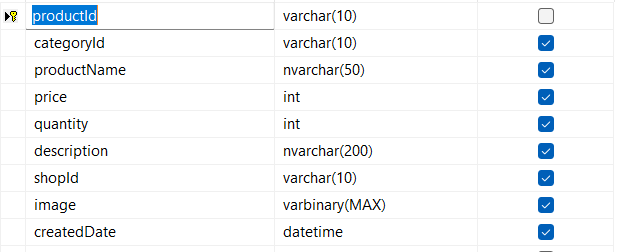 productId varchar(10)
categoryId varchar(10)
productName nvarchar(50)
price int
quantity int
description nvarchar(200)
shopId varchar(10)
image varbinary(MAX)
createdDate datetime